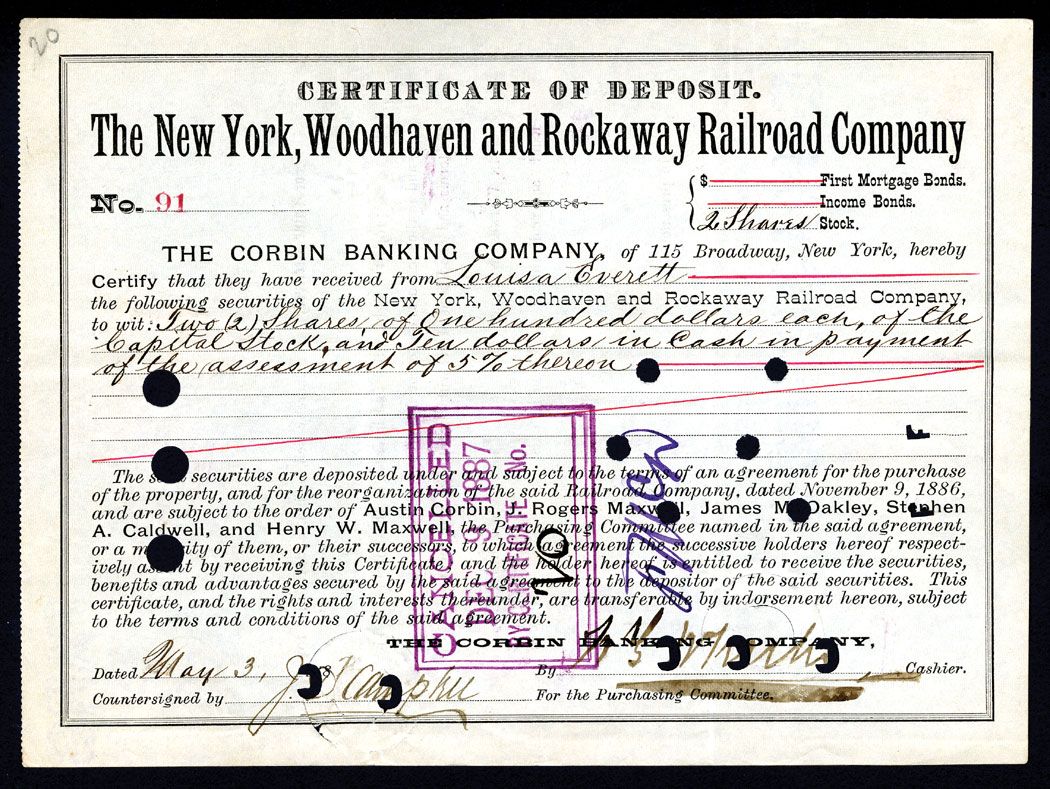 20
CERTIFICATE OF DEPOSIT.
The New York, Woodhaven and Rockaway Railroad Company
No. 91
$ First Mortgage Bonds.
Income Bonds.
2 Shares Stock.
THE CORBIN BANKING COMPANY, of 115 Broadway, New York, hereby
Certify that they have received from Louisa Everett
the following securities of the New York, Woodhaven and Rockaway Railroad Company,
to wit: Two (2) Shares, of One hundred dollars each, of the
Capital Stock, and Ten dollars in Cash in payment
of the assessment of 5% thereon
F
F
The said securities are deposited under and subject to the terms of an agreement for the purchase
of the property, and for the reorganization of the said Railroad Company, dated November 9, 1886,
and are subject to the order of Austin Corbin, J. Rogers Maxwell, James M. Oakley, Stephen
A. Caldwell, and Henry W. Maxwell, the Purchasing Committee named in the said agreement,
or a majority of them, or their successors, to which agreement the successive holders hereof respect-
ively assent by receiving this Certificate, and the holder hereof is entitled to receive the securities,
benefits and advantages secured by the said agreement to the depositor of the said securities. This
certificate, and the rights and interests thereunder, are transferable by indorsement hereon, subject
to the terms and conditions of the said agreement.
CANCELLED
DEC 9 1887
BY CERTIFICATE No.
THE CORBIN BANKING COMPANY,
Dated May 3, 18
By Cashier.
Countersigned by
For the Purchasing Committee.